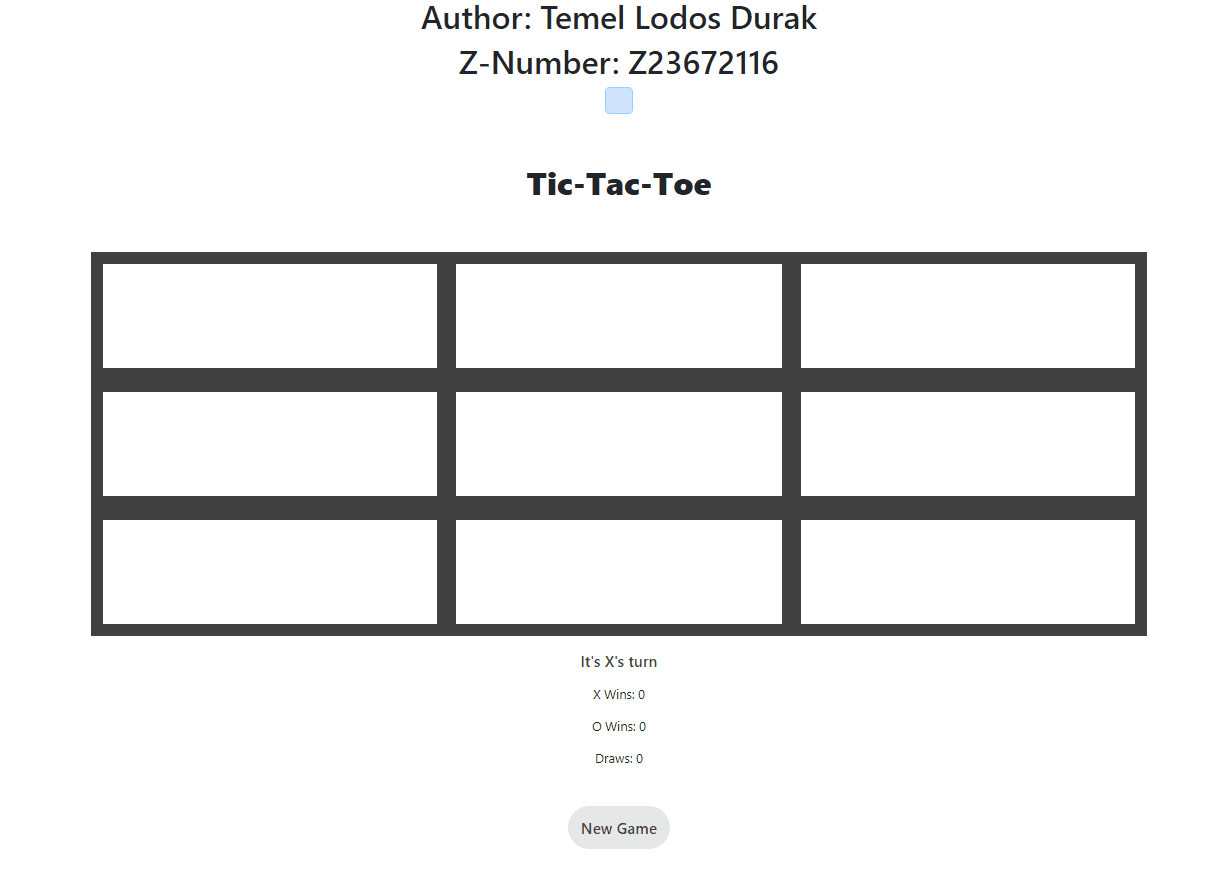 Author: Temel Lodos Durak
Z-Number: Z23672116
Tic-Tac-Toe
It's X's turn
X Wins: 0
O Wins: 0
Draws: 0
New Game